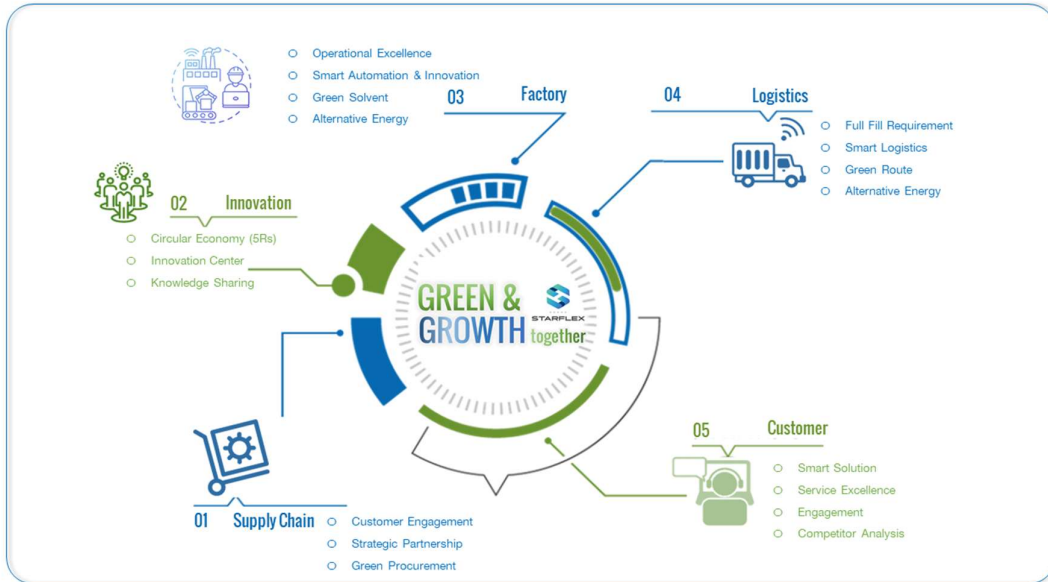 Operational Excellence
Smart Automation & Innovation
Green Solvent
Alternative Energy
03 Factory
04 Logistics
Full Fill Requirement
Smart Logistics
Green Route
Alternative Energy
02 Innovation
Circular Economy (5Rs)
Innovation Center
Knowledge Sharing
GREEN &
GROWTH together
STARFLEX
05 Customer
Smart Solution
Service Excellence
Engagement
Competitor Analysis
01 Supply Chain
Customer Engagement
Strategic Partnership
Green Procurement